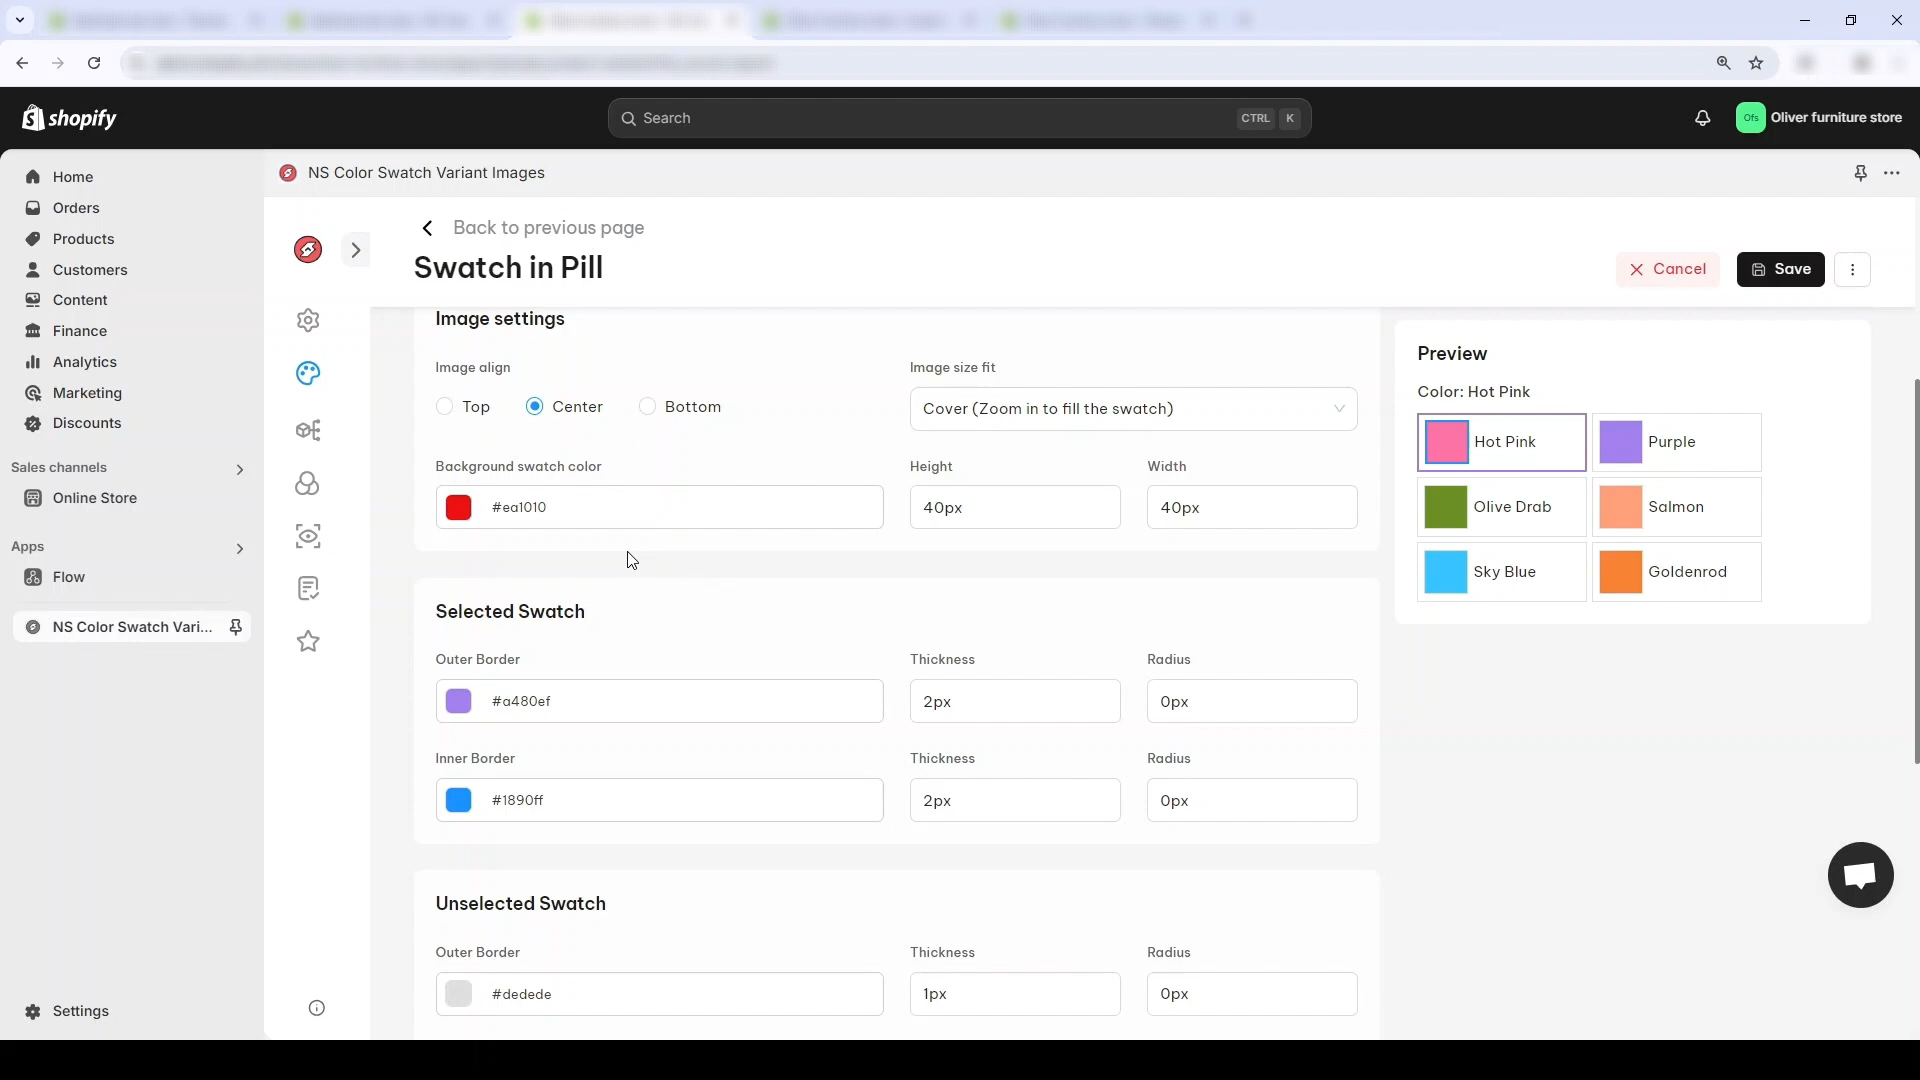 shopify
Search
CTRL K
Ofs
Oliver furniture store
Home
Orders
Products
Customers
Content
Finance
Analytics
Marketing
Discounts
Sales channels
Online Store
Apps
Flow
NS Color Swatch Vari...
Settings
NS Color Swatch Variant Images
Back to previous page
Swatch in Pill
Cancel
Save
Image settings
Image align
Top
Center
Bottom
Image size fit
Cover (Zoom in to fill the swatch)
Background swatch color
#ea1010
Height
40px
Width
40px
Selected Swatch
Outer Border
#a480ef
Thickness
2px
Radius
0px
Inner Border
#1890ff
Thickness
2px
Radius
0px
Unselected Swatch
Outer Border
#dedede
Thickness
1px
Radius
0px
Preview
Color: Hot Pink
Hot Pink
Purple
Olive Drab
Salmon
Sky Blue
Goldenrod